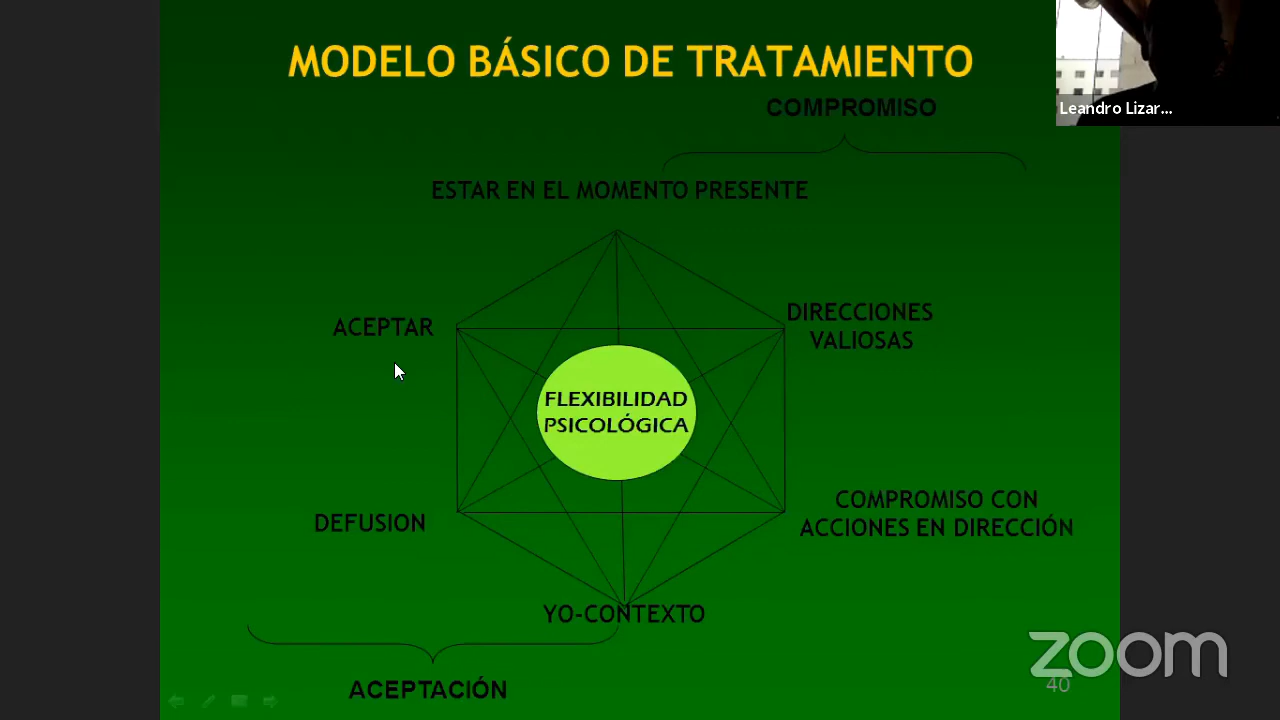 MODELO BÁSICO DE TRATAMIENTO
COMPROMISO
Leandro Lizar...
ESTAR EN EL MOMENTO PRESENTE
ACEPTAR
DIRECCIONES
VALIOSAS
FLEXIBILIDAD
PSICOLÓGICA
DEFUSION
COMPROMISO CON
ACCIONES EN DIRECCIÓN
YO-CONTEXTO
ACEPTACIÓN
zoom
40